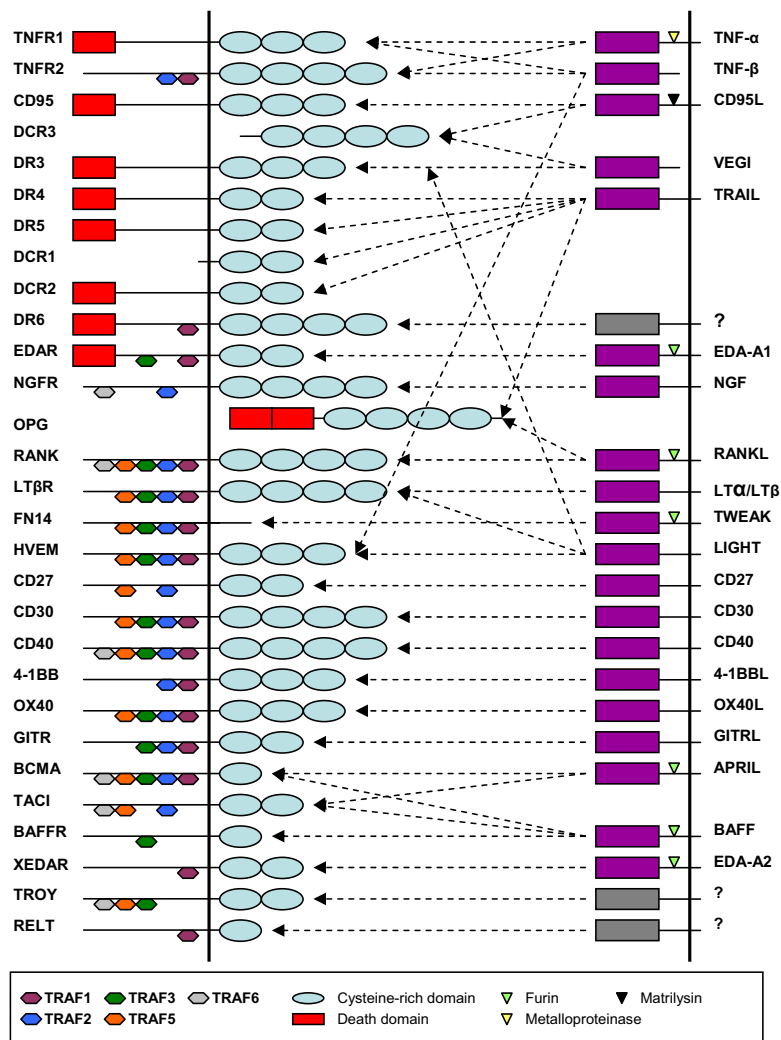 TNFR1 TNF-α
TNFR2 TNF-β
CD95 CD95L
DCR3
DR3 VEGI
DR4 TRAIL
DR5
DCR1
DCR2
DR6 ?
EDAR EDA-A1
NGFR NGF
OPG
RANK RANKL
LTβR LTα/LTβ
FN14 TWEAK
HVEM LIGHT
CD27 CD27
CD30 CD30
CD40 CD40
4-1BB 4-1BBL
OX40 OX40L
GITR GITRL
BCMA APRIL
TACI
BAFFR BAFF
XEDAR EDA-A2
TROY ?
RELT ?
TRAF1 TRAF3 TRAF6 Cysteine-rich domain Furin Matrilysin
TRAF2 TRAF5 Death domain Metalloproteinase